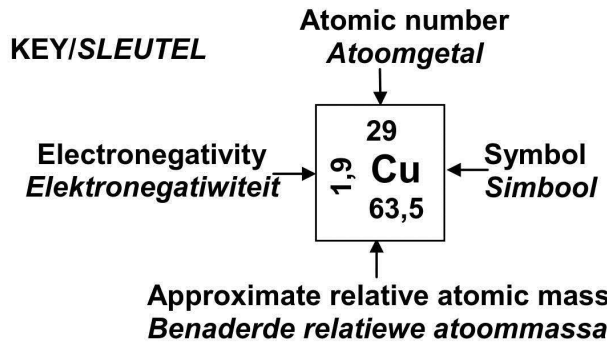 Atomic number
KEY/SLEUTEL
Atoomgetal
29
Electronegativity
1,9
Cu
Symbol
Elektronegatiwiteit
Simbool
63,5
Approximate relative atomic mass
Benaderde relatiewe atoommassa